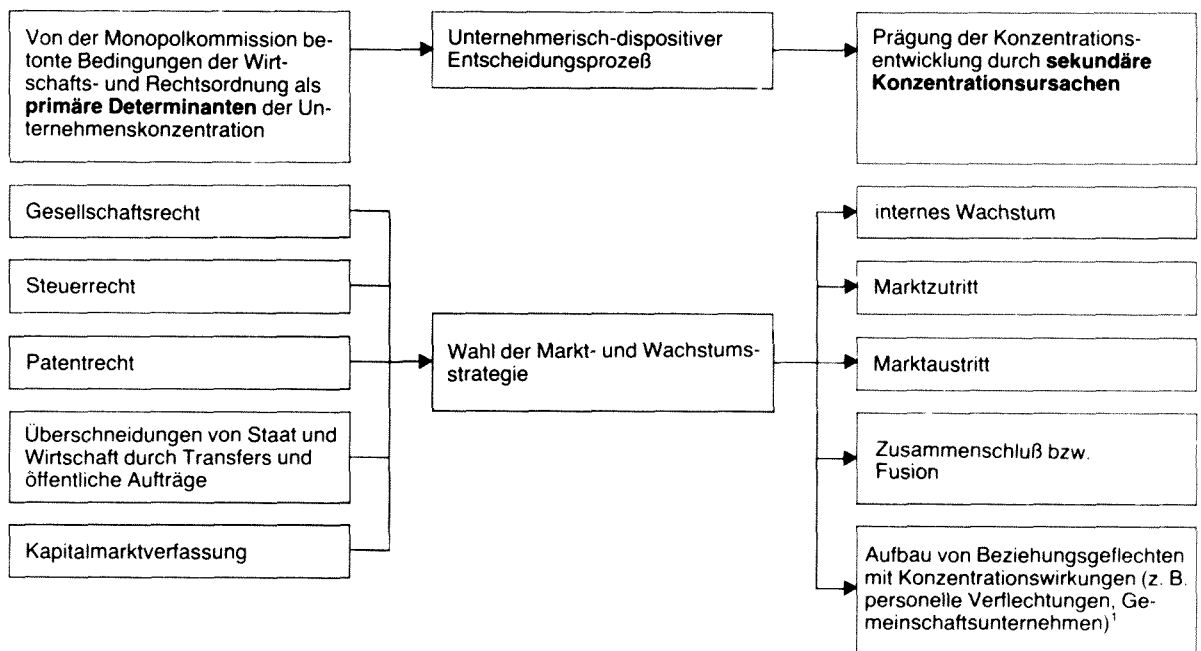 Von der Monopolkommission be-
tonte Bedingungen der Wirt-
schafts- und Rechtsordnung als
primäre Determinanten der Un-
ternehmenskonzentration
Unternehmerisch-dispositiver
Entscheidungsprozeß
Prägung der Konzentrations-
entwicklung durch sekundäre
Konzentrationsursachen
Gesellschaftsrecht
Steuerrecht
Patentrecht
Überschneidungen von Staat und
Wirtschaft durch Transfers und
öffentliche Aufträge
Kapitalmarktverfassung
Wahl der Markt- und Wachstums-
strategie
internes Wachstum
Marktzutritt
Marktaustritt
Zusammenschluß bzw.
Fusion
Aufbau von Beziehungsgeflechten
mit Konzentrationswirkungen (z. B.
personelle Verflechtungen, Ge-
meinschaftsunternehmen)¹